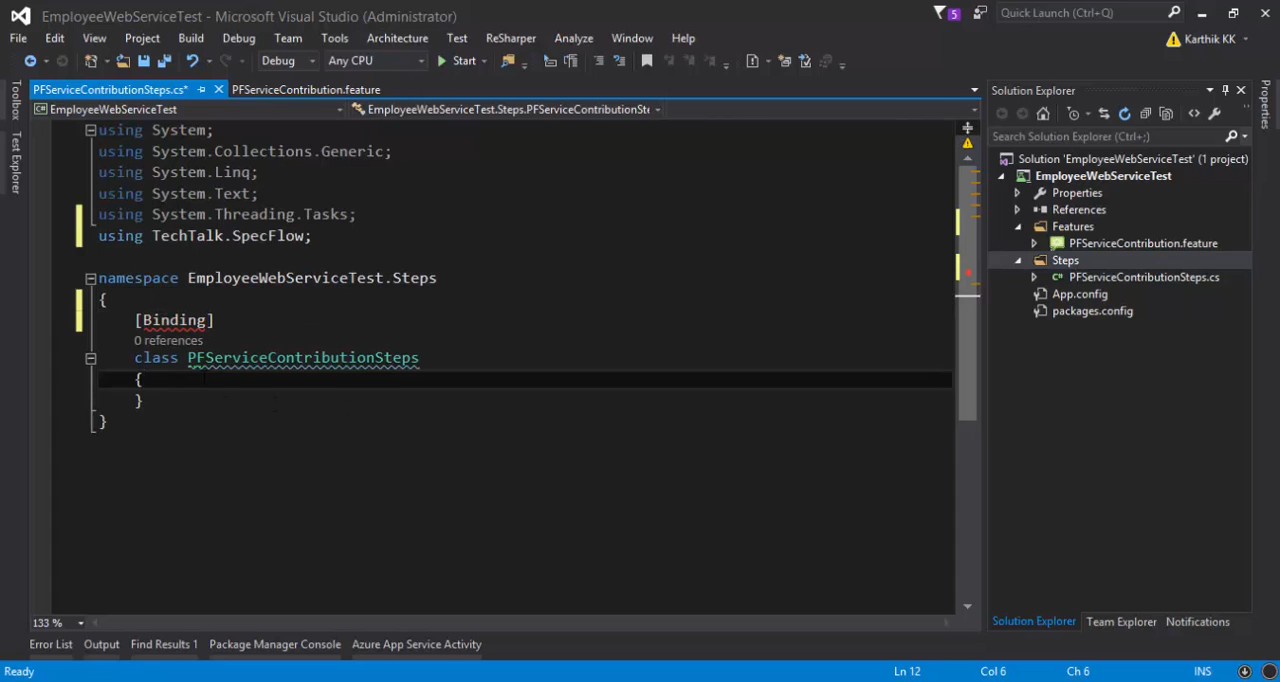 EmployeeWebServiceTest - Microsoft Visual Studio (Administrator)
5
Quick Launch (Ctrl+Q)
File Edit View Project Build Debug Team Tools Architecture Test ReSharper Analyze Window Help
Karthik KK
Debug Any CPU Start
Toolbox
Test Explorer
PFServiceContributionSteps.cs* PFServiceContribution.feature
EmployeeWebServiceTest EmployeeWebServiceTest.Steps.PFServiceContributionSte
using System;
using System.Collections.Generic;
using System.Linq;
using System.Text;
using System.Threading.Tasks;
using TechTalk.SpecFlow;
namespace EmployeeWebServiceTest.Steps
{
[Binding]
0 references
class PFServiceContributionSteps
{
}
}
133 %
Solution Explorer
Search Solution Explorer (Ctrl+;)
Solution 'EmployeeWebServiceTest' (1 project)
EmployeeWebServiceTest
Properties
References
Features
PFServiceContribution.feature
Steps
PFServiceContributionSteps.cs
App.config
packages.config
Solution Explorer Team Explorer Notifications
Properties
Error List Output Find Results 1 Package Manager Console Azure App Service Activity
Ready Ln 12 Col 6 Ch 6 INS